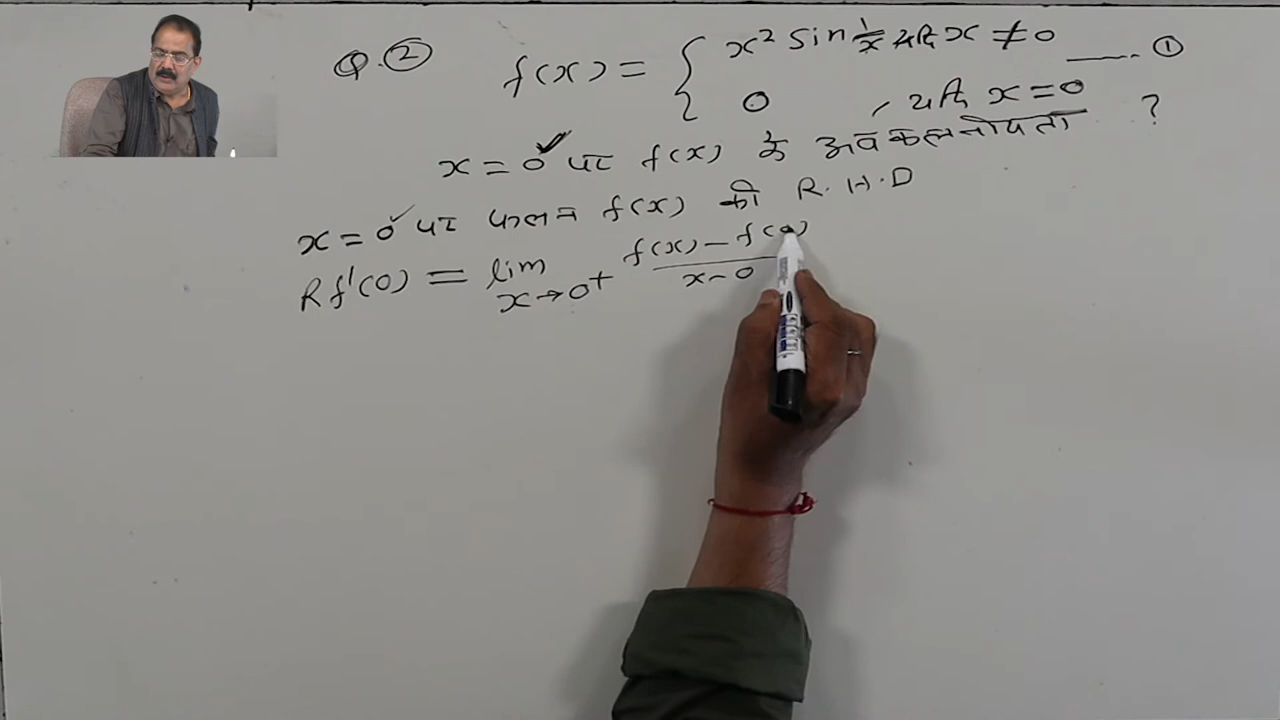 Q. ② f(x) = { x² sin 1/x यदि x ≠ 0 —— ①
0 , यदि x = 0
x = 0 पर f(x) के अवकलनीयता ?
x = 0 पर फलन f(x) की R.H.D
Rf'(0) = lim x→0+ f(x) – f(0) / x – 0